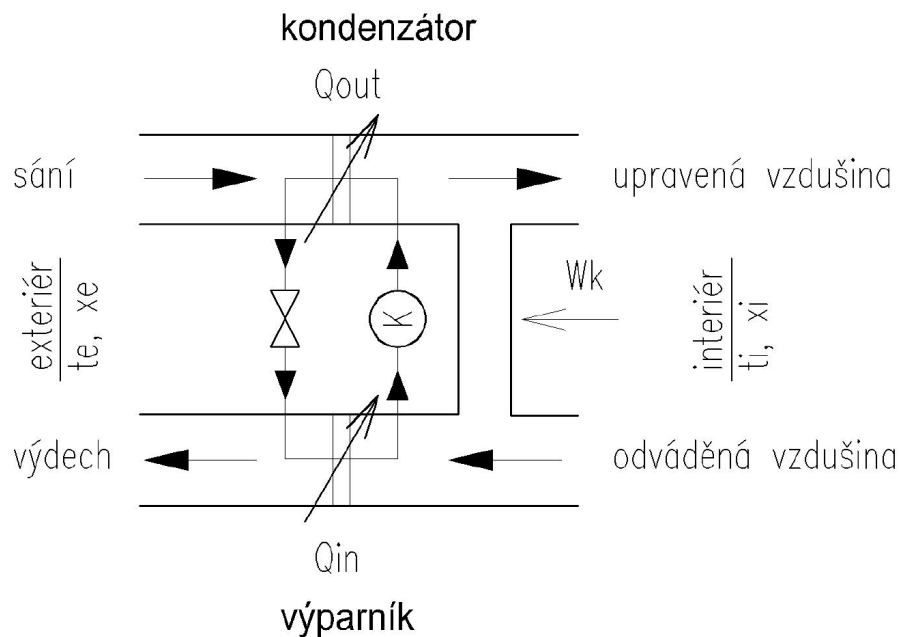 kondenzátor
Qout
sání
upravená vzdušina
exteriér
te, xe
K
Wk
interiér
ti, xi
výdech
odváděná vzdušina
Qin
výparník